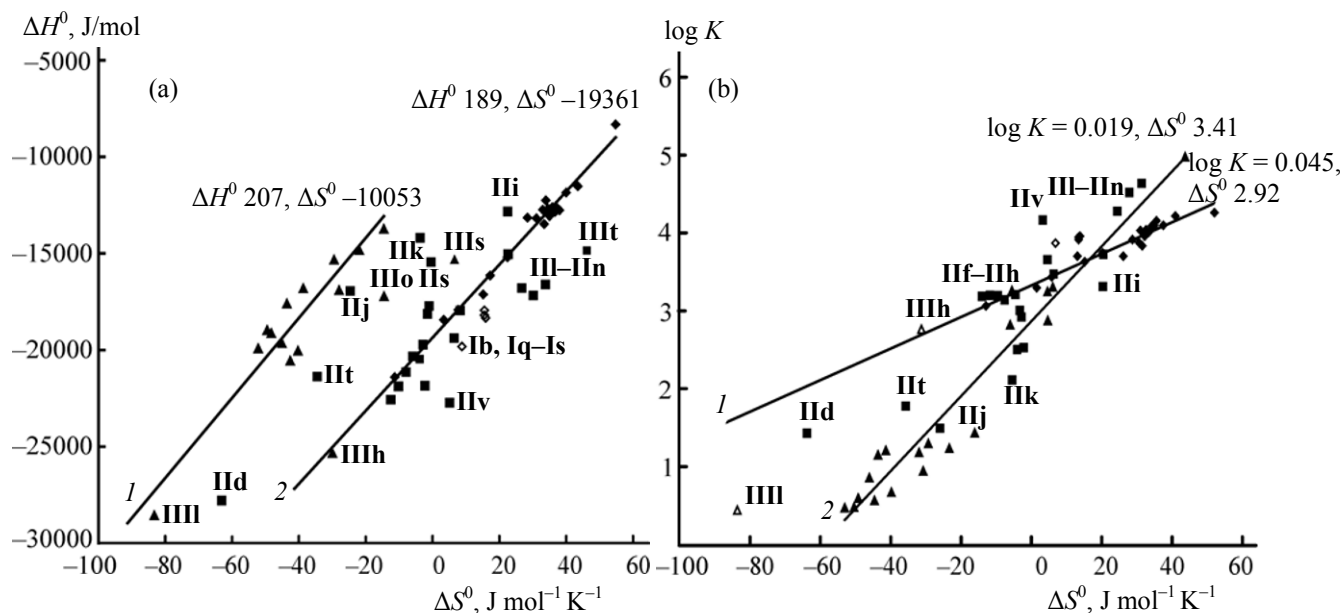 ΔH⁰, J/mol
–5000
–10000
–15000
–20000
–25000
–30000
(a)
ΔH⁰ 189, ΔS⁰ –19361
ΔH⁰ 207, ΔS⁰ –10053
IIi
IIk
IIIs
IIIt
IIIo
IIs
IIl–IIn
IIj
Ib, Iq–Is
IIt
IIv
IIIh
IId
IIIl
1
2
–100
–80
–60
–40
–20
0
20
40
60
ΔS⁰, J mol⁻¹ K⁻¹
log K
6
5
4
3
2
1
(b)
log K = 0.019, ΔS⁰ 3.41
log K = 0.045,
ΔS⁰ 2.92
IIl–IIn
IIv
IIf–IIh
IIIh
IIi
IIt
IIk
IId
IIj
IIIl
1
2
–100
–80
–60
–40
–20
0
20
40
60
ΔS⁰, J mol⁻¹ K⁻¹